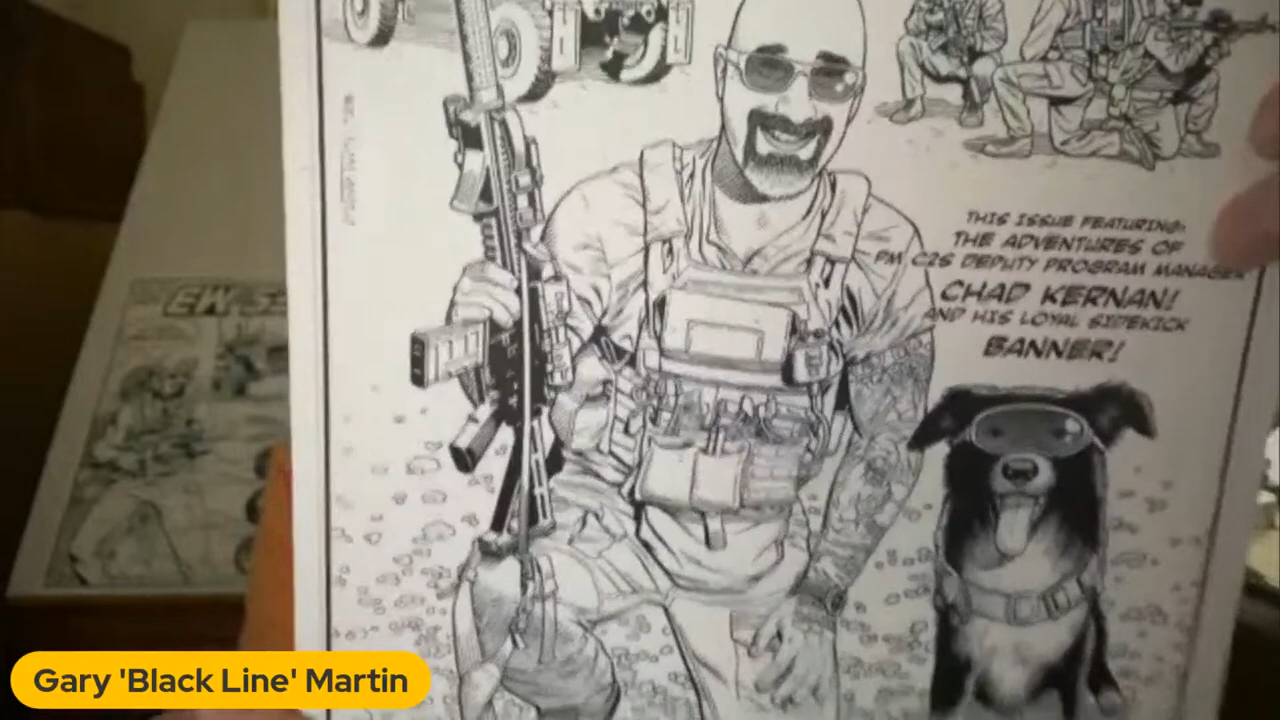 THIS ISSUE FEATURING:
THE ADVENTURES OF
PM C2S DEPUTY PROGRAM MANAGER
CHAD KERNAN!
AND HIS LOYAL SIDEKICK
BANNER!
Gary 'Black Line' Martin